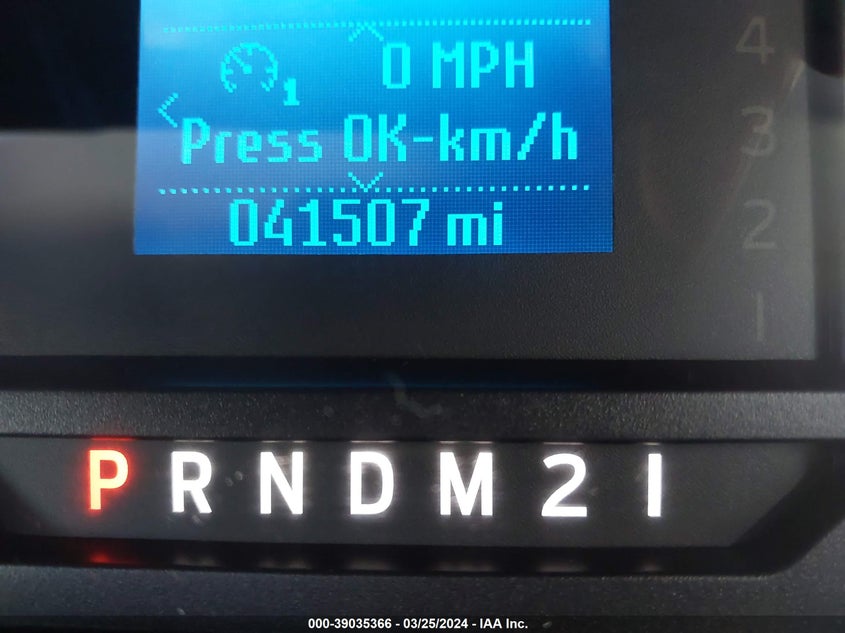 4
0 MPH
1
3
Press OK-km/h
2
041507 mi
1
P R N D M 2 1
000-39035366 - 03/25/2024 - IAA Inc.